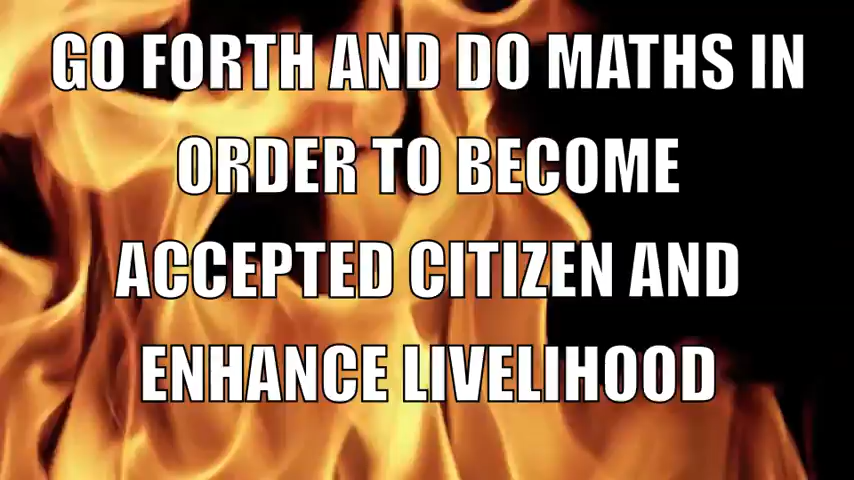 GO FORTH AND DO MATHS IN
ORDER TO BECOME
ACCEPTED CITIZEN AND
ENHANCE LIVELIHOOD